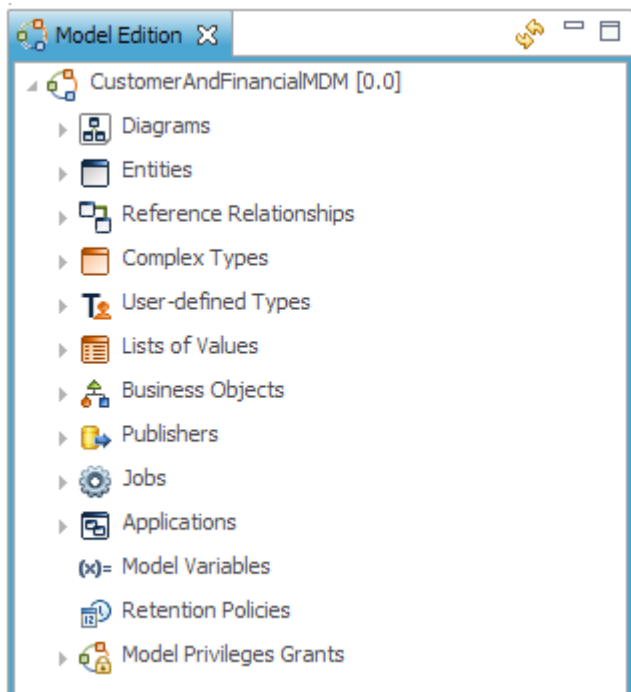 Model Edition
CustomerAndFinancialMDM [0.0]
Diagrams
Entities
Reference Relationships
Complex Types
User-defined Types
Lists of Values
Business Objects
Publishers
Jobs
Applications
(x)= Model Variables
12 Retention Policies
Model Privileges Grants